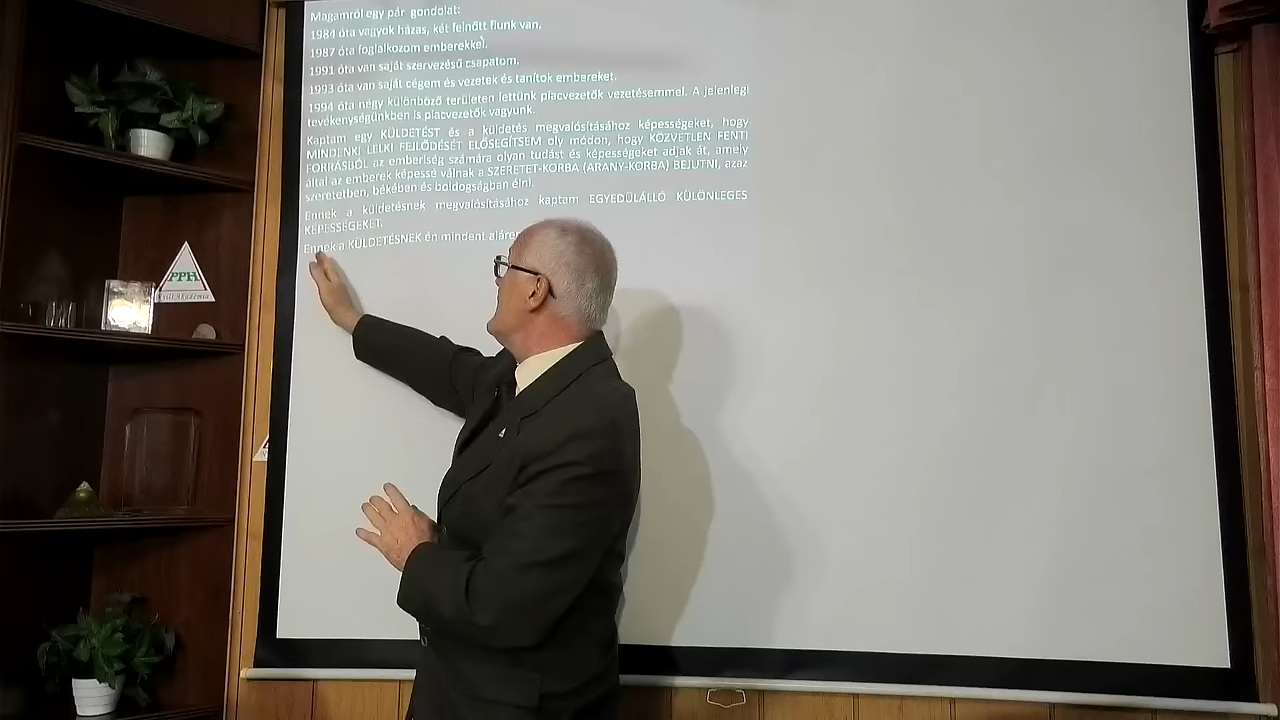 Magamról egy pár gondolat:
1984 óta vagyok házas, két felnőtt fiunk van.
1987 óta foglalkozom emberekkel.
1991 óta van saját szervezésű csapatom.
1993 óta van saját cégem és vezetek és tanítok embereket.
1994 óta négy különböző területen lettünk piacvezetők vezetésemmel. A jelenlegi
tevékenységünkben is piacvezetők vagyunk.
Kaptam egy KÜLDETÉST és a küldetés megvalósításához képességeket, hogy
MINDENKI LELKI FEJLŐDÉSÉT ELŐSEGÍTSEM oly módon, hogy KÖZVETLEN FENTI
FORRÁSBÓL az emberiség számára olyan tudást és képességeket adjak át, amely
által az emberek képessé válnak a SZERETET-KORBA (ARANY-KORBA) BEJUTNI, azaz
szeretetben, békében és boldogságban élni.
Ennek a küldetésnek megvalósításához kaptam EGYEDÜLÁLLÓ KÜLÖNLEGES
KÉPESSÉGEKET.
Ennek a KÜLDETÉSNEK én mindent aláren
PPH
Akadémia